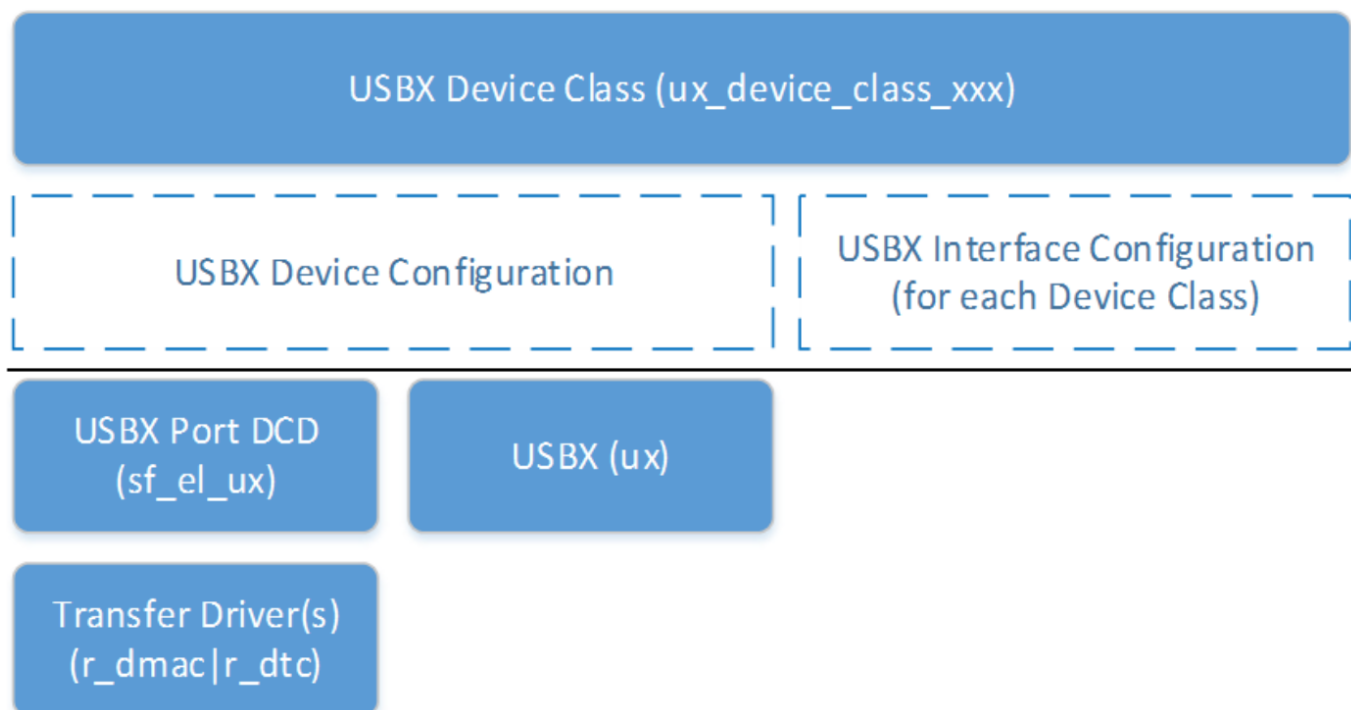 USBX Device Class (ux_device_class_xxx)
USBX Device Configuration
USBX Interface Configuration
(for each Device Class)
USBX Port DCD
(sf_el_ux)
USBX (ux)
Transfer Driver(s)
(r_dmac|r_dtc)